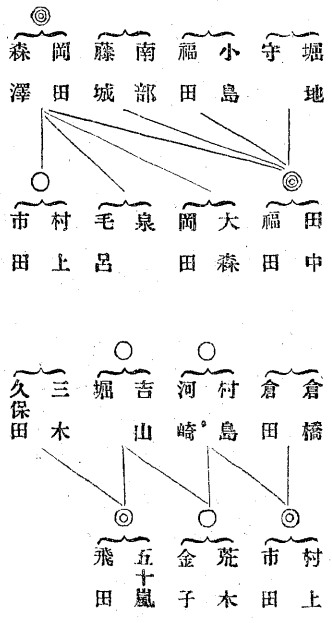 堀地
守
小島
福田
南部
藤城
岡田
森澤
田中
福田
大森
岡田
泉
毛呂
村上
市田
倉橋
倉田
村島
河崎
吉山
堀
三木
久保田
村上
市田
荒木
金子
五十嵐
飛田